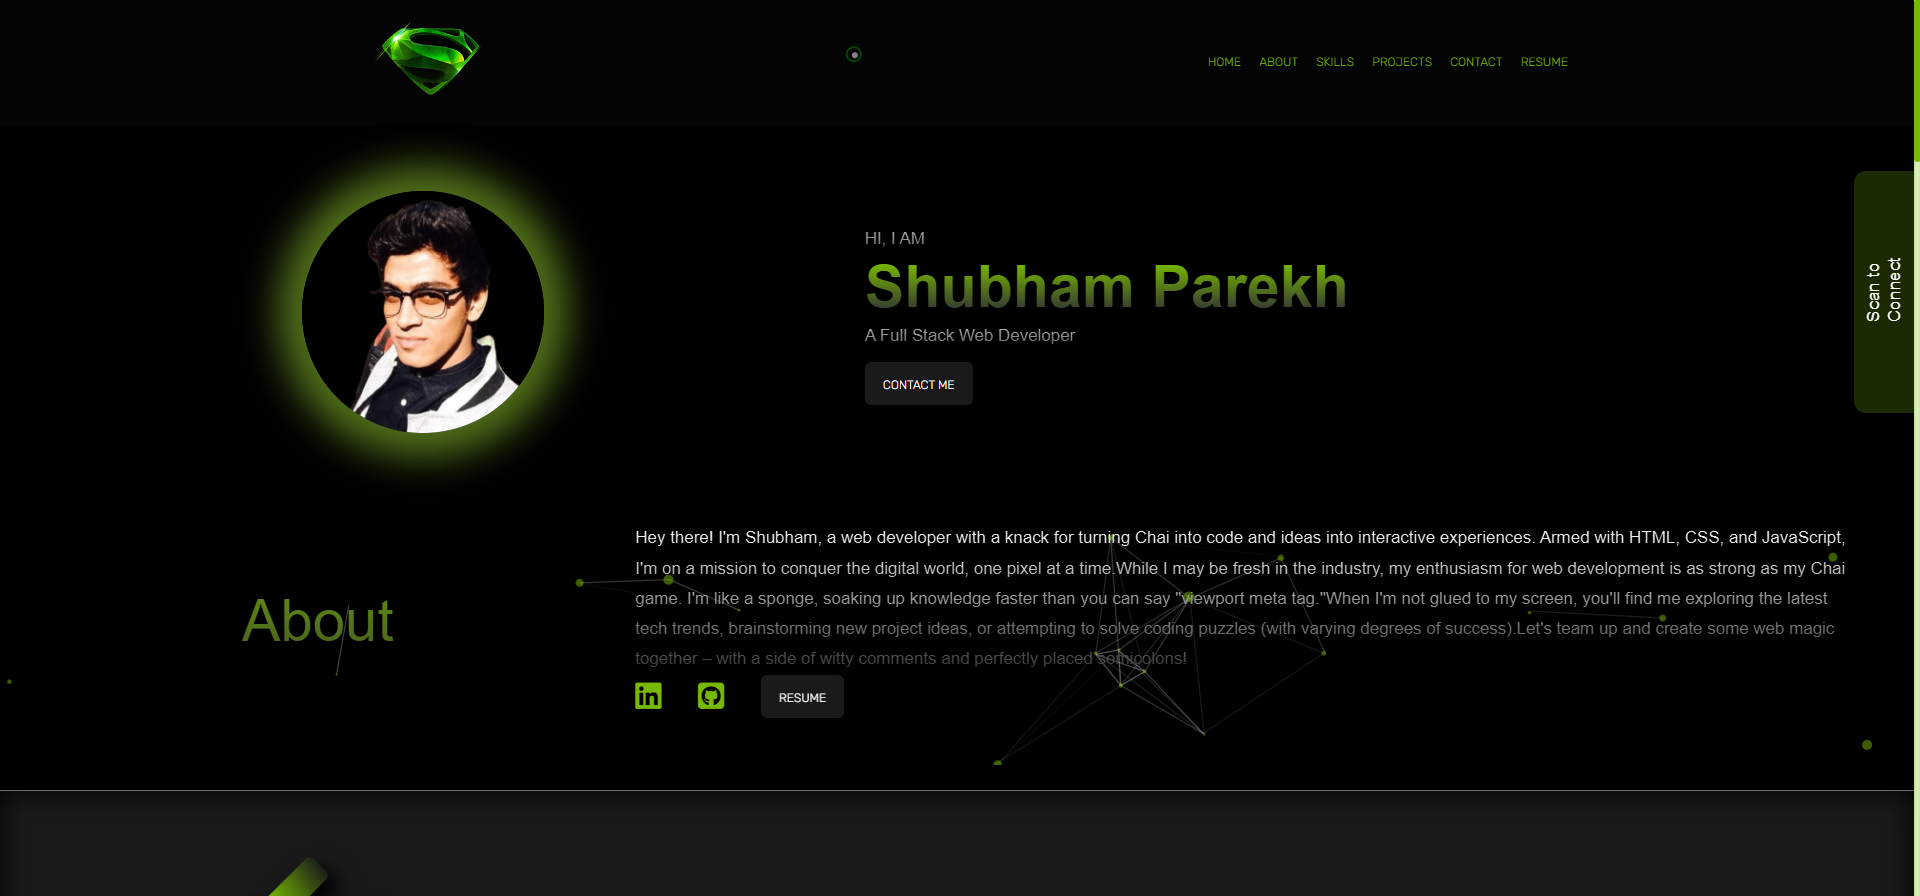 HOME ABOUT SKILLS PROJECTS CONTACT RESUME
HI, I AM
Shubham Parekh
A Full Stack Web Developer
CONTACT ME
Scan to
Connect
About
Hey there! I'm Shubham, a web developer with a knack for turning Chai into code and ideas into interactive experiences. Armed with HTML, CSS, and JavaScript,
I'm on a mission to conquer the digital world, one pixel at a time.While I may be fresh in the industry, my enthusiasm for web development is as strong as my Chai
game. I'm like a sponge, soaking up knowledge faster than you can say "viewport meta tag."When I'm not glued to my screen, you'll find me exploring the latest
tech trends, brainstorming new project ideas, or attempting to solve coding puzzles (with varying degrees of success).Let's team up and create some web magic
together – with a side of witty comments and perfectly placed semicolons!
RESUME